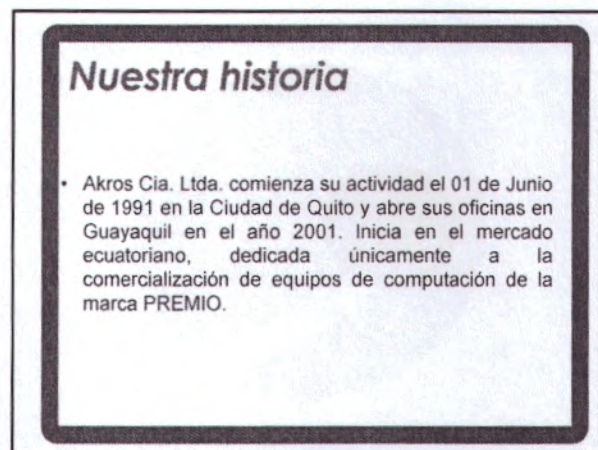 Nuestra historia
• Akros Cia. Ltda. comienza su actividad el 01 de Junio
de 1991 en la Ciudad de Quito y abre sus oficinas en
Guayaquil en el año 2001. Inicia en el mercado
ecuatoriano, dedicada únicamente a la
comercialización de equipos de computación de la
marca PREMIO.